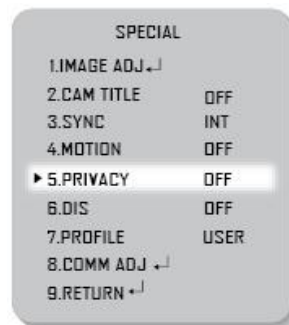 SPECIAL
1.IMAGE ADJ↵
2.CAM TITLE OFF
3.SYNC INT
4.MOTION OFF
▶ 5.PRIVACY OFF
6.DIS OFF
7.PROFILE USER
8.COMM ADJ ↵
9.RETURN ↵